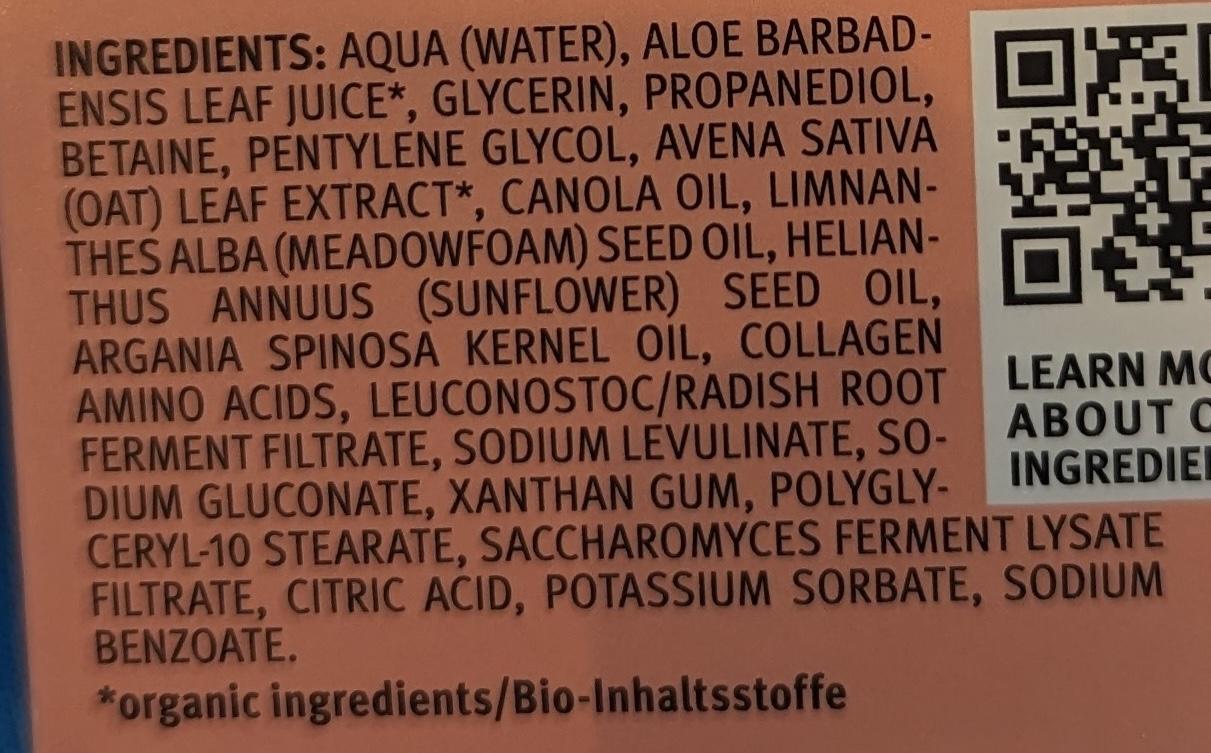 INGREDIENTS: AQUA (WATER), ALOE BARBAD-
ENSIS LEAF JUICE*, GLYCERIN, PROPANEDIOL,
BETAINE, PENTYLENE GLYCOL, AVENA SATIVA
(OAT) LEAF EXTRACT*, CANOLA OIL, LIMNAN-
THES ALBA (MEADOWFOAM) SEED OIL, HELIAN-
THUS ANNUUS (SUNFLOWER) SEED OIL,
ARGANIA SPINOSA KERNEL OIL, COLLAGEN
AMINO ACIDS, LEUCONOSTOC/RADISH ROOT
FERMENT FILTRATE, SODIUM LEVULINATE, SO-
DIUM GLUCONATE, XANTHAN GUM, POLYGLY-
CERYL-10 STEARATE, SACCHAROMYCES FERMENT LYSATE
FILTRATE, CITRIC ACID, POTASSIUM SORBATE, SODIUM
BENZOATE.
*organic ingredients/Bio-Inhaltsstoffe
LEARN
ABOUT